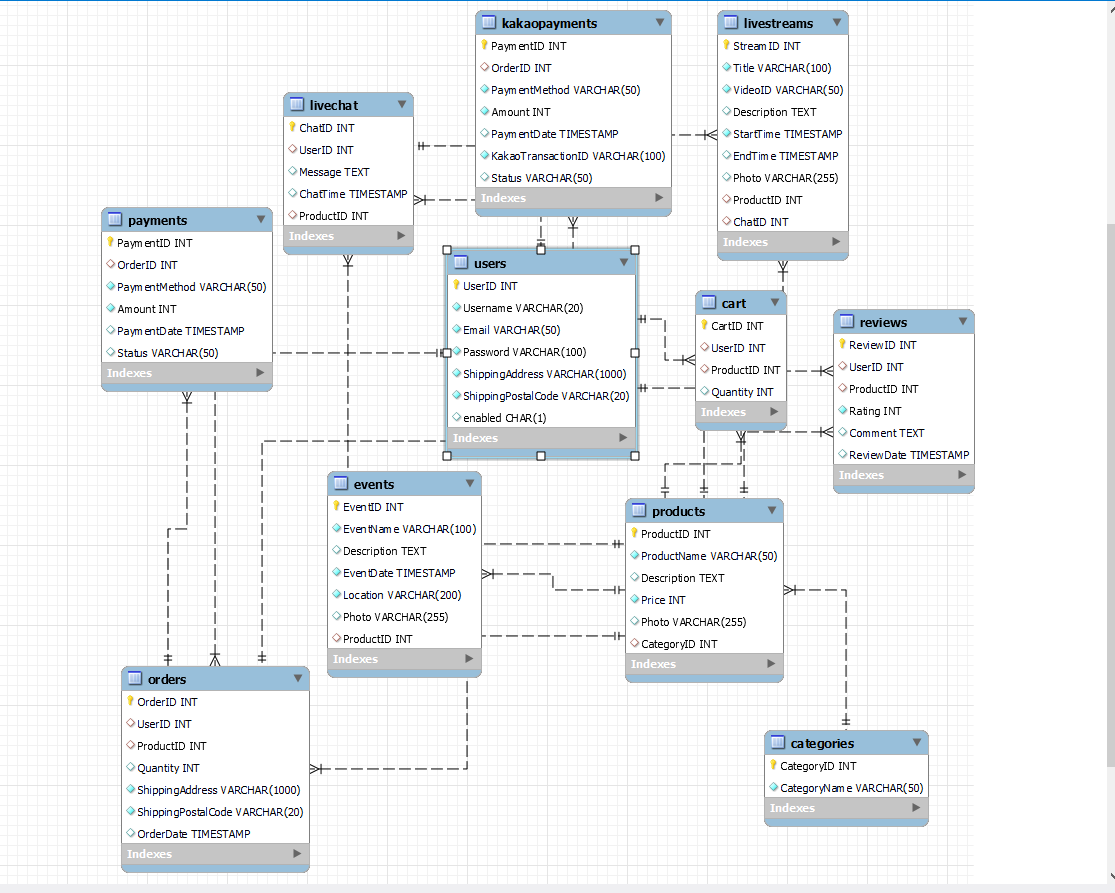 kakaopayments
PaymentID INT
OrderID INT
PaymentMethod VARCHAR(50)
Amount INT
PaymentDate TIMESTAMP
KakaoTransactionID VARCHAR(100)
Status VARCHAR(50)
Indexes
livestreams
StreamID INT
Title VARCHAR(100)
VideoID VARCHAR(50)
Description TEXT
StartTime TIMESTAMP
EndTime TIMESTAMP
Photo VARCHAR(255)
ProductID INT
ChatID INT
Indexes
livechat
ChatID INT
UserID INT
Message TEXT
ChatTime TIMESTAMP
ProductID INT
Indexes
payments
PaymentID INT
OrderID INT
PaymentMethod VARCHAR(50)
Amount INT
PaymentDate TIMESTAMP
Status VARCHAR(50)
Indexes
users
UserID INT
Username VARCHAR(20)
Email VARCHAR(50)
Password VARCHAR(100)
ShippingAddress VARCHAR(1000)
ShippingPostalCode VARCHAR(20)
enabled CHAR(1)
Indexes
cart
CartID INT
UserID INT
ProductID INT
Quantity INT
Indexes
reviews
ReviewID INT
UserID INT
ProductID INT
Rating INT
Comment TEXT
ReviewDate TIMESTAMP
Indexes
events
EventID INT
EventName VARCHAR(100)
Description TEXT
EventDate TIMESTAMP
Location VARCHAR(200)
Photo VARCHAR(255)
ProductID INT
Indexes
products
ProductID INT
ProductName VARCHAR(50)
Description TEXT
Price INT
Photo VARCHAR(255)
CategoryID INT
Indexes
orders
OrderID INT
UserID INT
ProductID INT
Quantity INT
ShippingAddress VARCHAR(1000)
ShippingPostalCode VARCHAR(20)
OrderDate TIMESTAMP
Indexes
categories
CategoryID INT
CategoryName VARCHAR(50)
Indexes